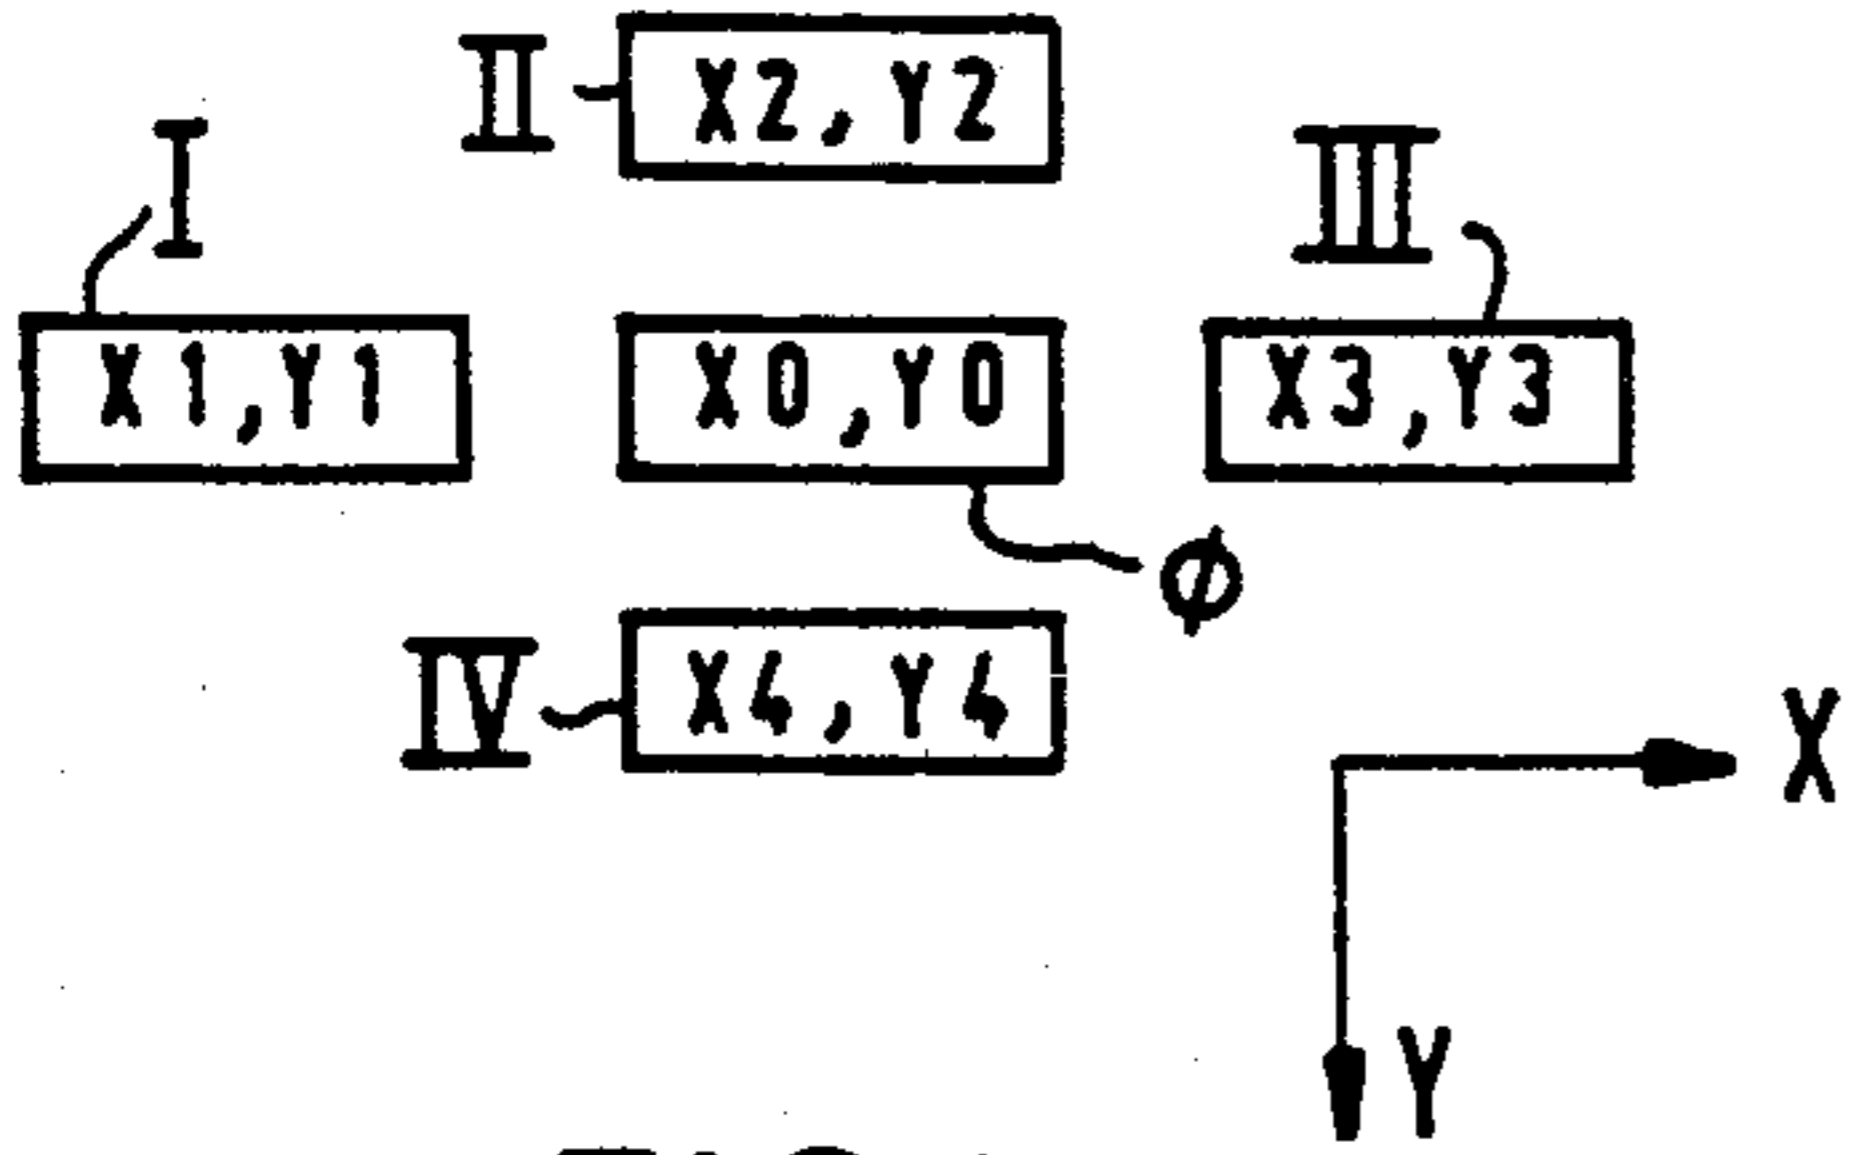 II X2,Y2
I III
X1,Y1 X0,Y0 X3,Y3
φ
IV X4,Y4
X
Y